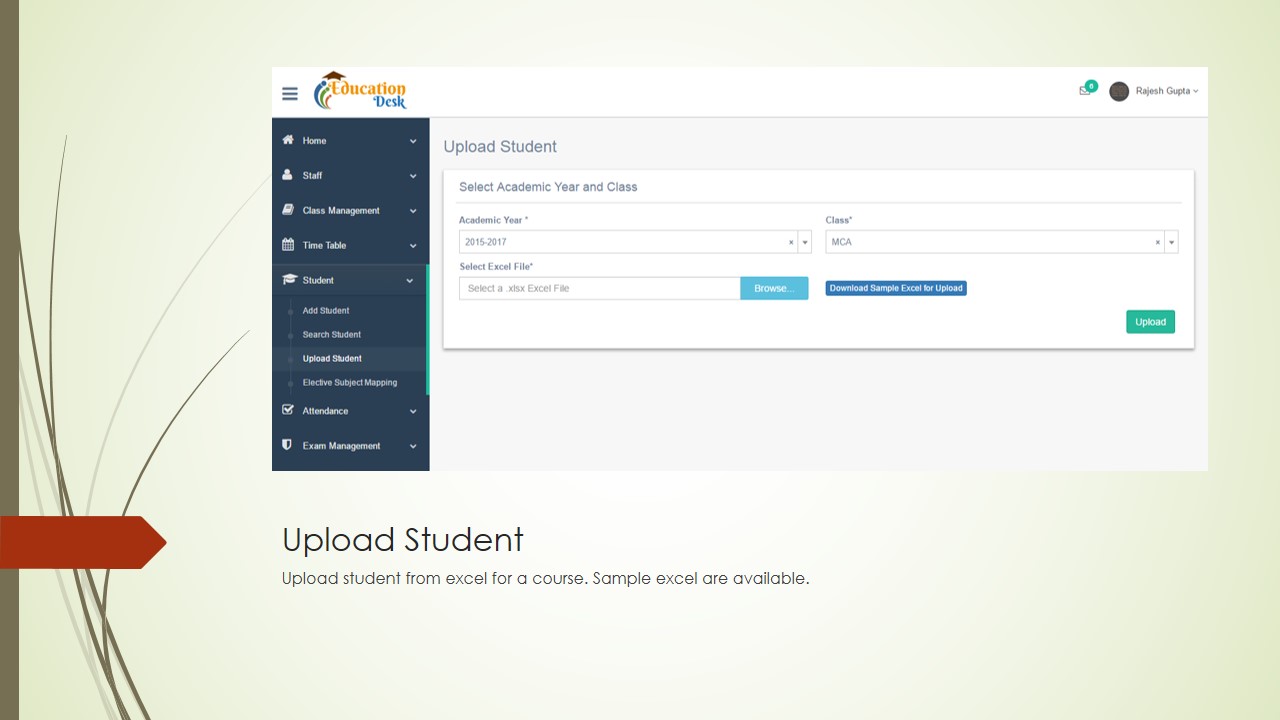 Education
Desk
0
Rajesh Gupta
Home
Staff
Class Management
Time Table
Student
Add Student
Search Student
Upload Student
Elective Subject Mapping
Attendance
Exam Management
Upload Student
Select Academic Year and Class
Academic Year * Class*
2015-2017 × MCA ×
Select Excel File*
Select a .xlsx Excel File Browse... Download Sample Excel for Upload
Upload
Upload Student
Upload student from excel for a course. Sample excel are available.